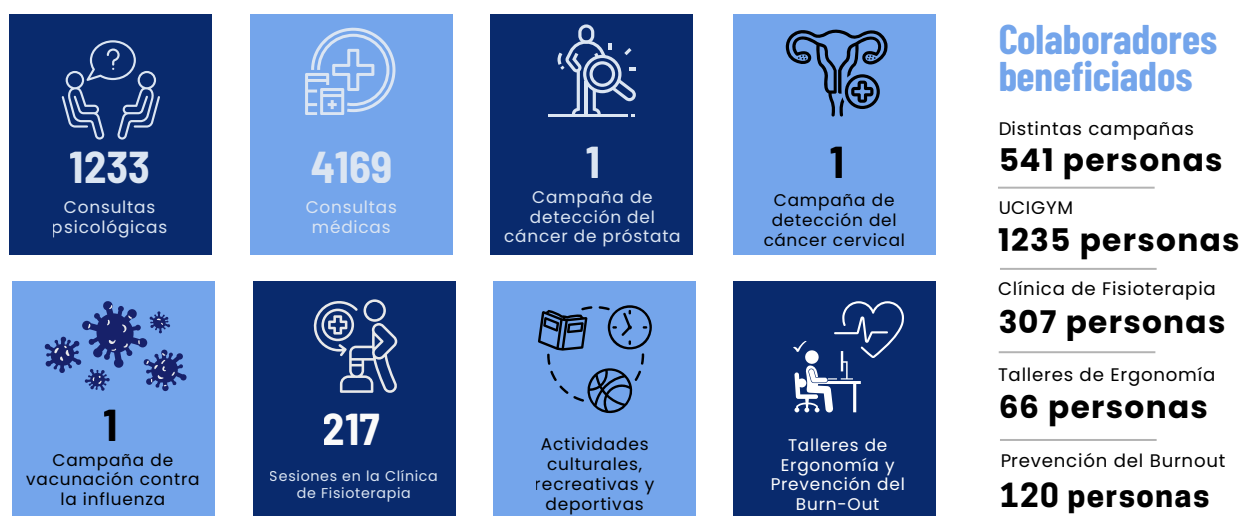 ?
1233
Consultas
psicológicas
4169
Consultas
médicas
1
Campaña de
detección del
cáncer de próstata
1
Campaña de
detección del
cáncer cervical
1
Campaña de
vacunación contra
la influenza
217
Sesiones en la Clínica
de Fisioterapia
Actividades
culturales,
recreativas y
deportivas
Talleres de
Ergonomía y
Prevención del
Burn-Out
Colaboradores
beneficiados
Distintas campañas
541 personas
UCIGYM
1235 personas
Clínica de Fisioterapia
307 personas
Talleres de Ergonomía
66 personas
Prevención del Burnout
120 personas